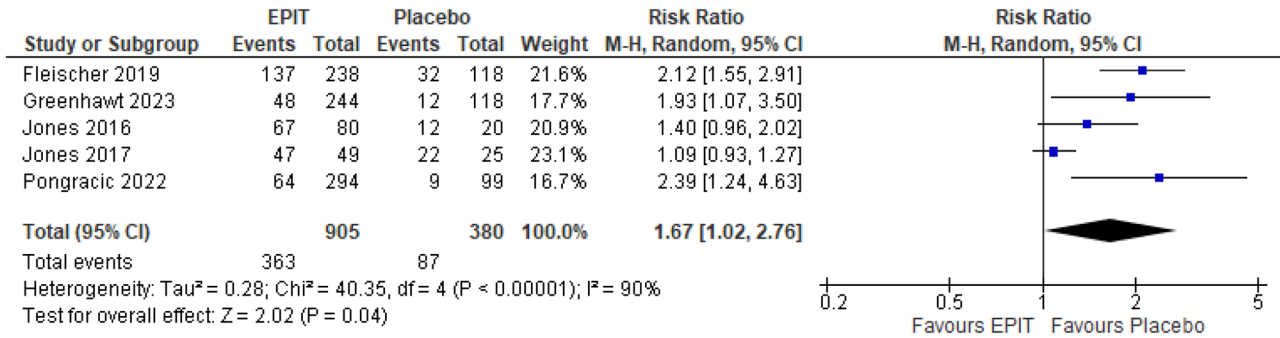 EPIT Placebo Risk Ratio Risk Ratio
Study or Subgroup Events Total Events Total Weight M-H, Random, 95% CI M-H, Random, 95% CI
Fleischer 2019 137 238 32 118 21.6% 2.12 [1.55, 2.91]
Greenhawt 2023 48 244 12 118 17.7% 1.93 [1.07, 3.50]
Jones 2016 67 80 12 20 20.9% 1.40 [0.96, 2.02]
Jones 2017 47 49 22 25 23.1% 1.09 [0.93, 1.27]
Pongracic 2022 64 294 9 99 16.7% 2.39 [1.24, 4.63]
Total (95% CI) 905 380 100.0% 1.67 [1.02, 2.76]
Total events 363 87
Heterogeneity: Tau² = 0.28; Chi² = 40.35, df = 4 (P < 0.00001); I² = 90%
Test for overall effect: Z = 2.02 (P = 0.04)
0.2 0.5 1 2 5
Favours EPIT Favours Placebo